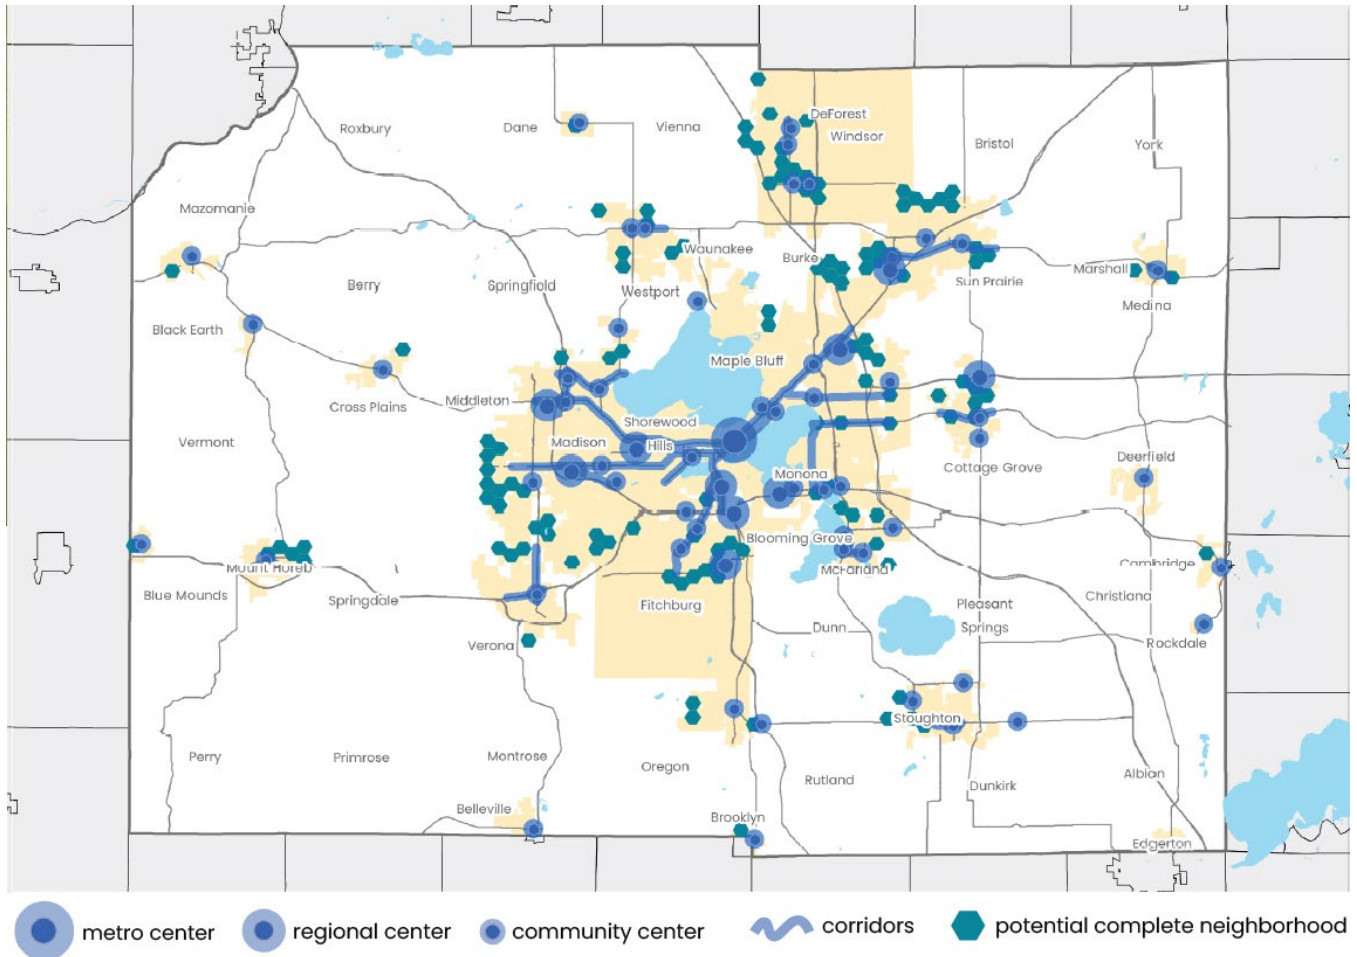 DeForest
Roxbury
Dane
Vienna
Windsor
Bristol
York
Mazomanie
Waunakee
Burke
Marshall
Sun Prairie
Berry
Springfield
Westport
Medina
Black Earth
Maple Bluff
Middleton
Cross Plains
Shorewood
Hills
Vermont
Madison
Deerfield
Cottage Grove
Monona
Blooming Grove
Mount Horeb
McFarland
Cambridge
Blue Mounds
Springdale
Fitchburg
Christiana
Pleasant
Springs
Dunn
Verona
Rockdale
Stoughton
Perry
Primrose
Montrose
Oregon
Rutland
Albion
Dunkirk
Belleville
Brooklyn
Edgerton
metro center
regional center
community center
corridors
potential complete neighborhood